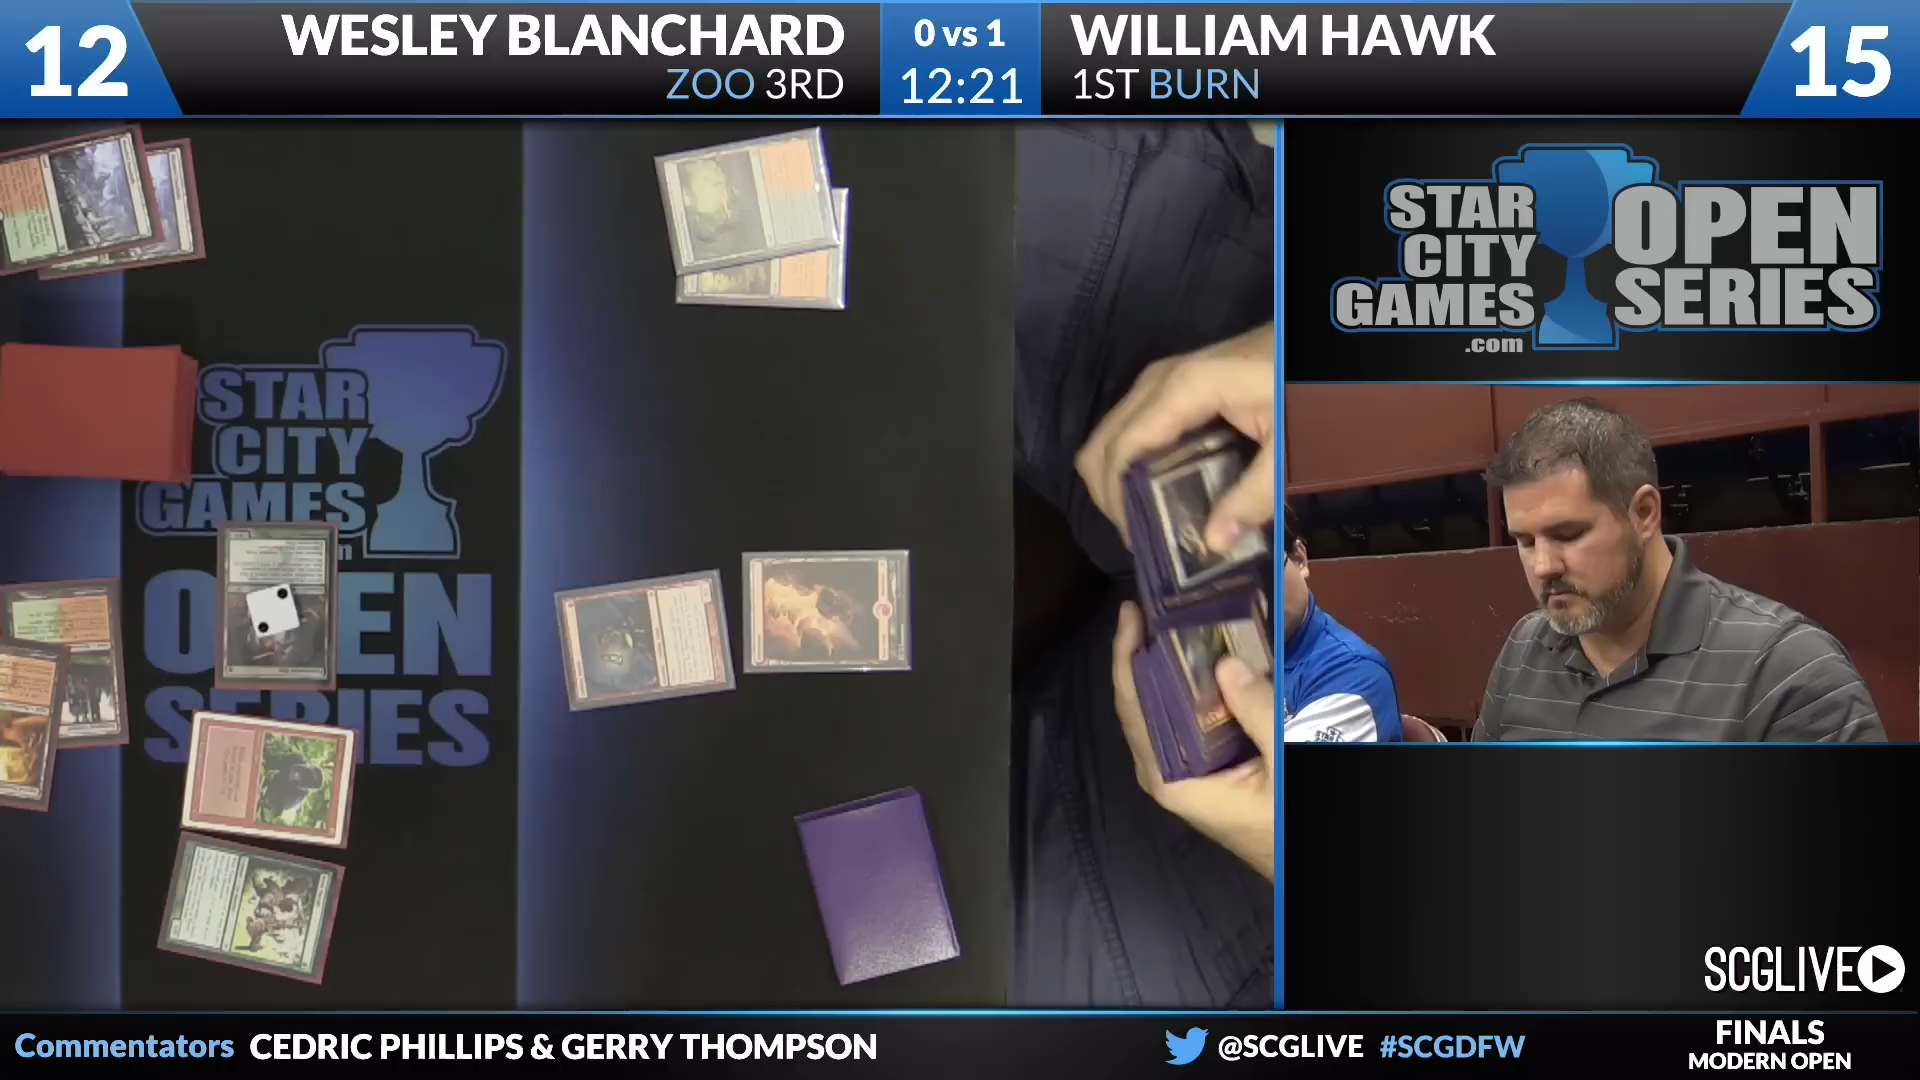 12
WESLEY BLANCHARD
ZOO 3RD
0 vs 1
12:21
WILLIAM HAWK
1ST BURN
15
STAR
CITY
GAMES
.com
OPEN
SERIES
STAR
CITY
GAMES
OPEN
SERIES
SCGLIVE
Commentators CEDRIC PHILLIPS & GERRY THOMPSON
@SCGLIVE #SCGDFW
FINALS
MODERN OPEN